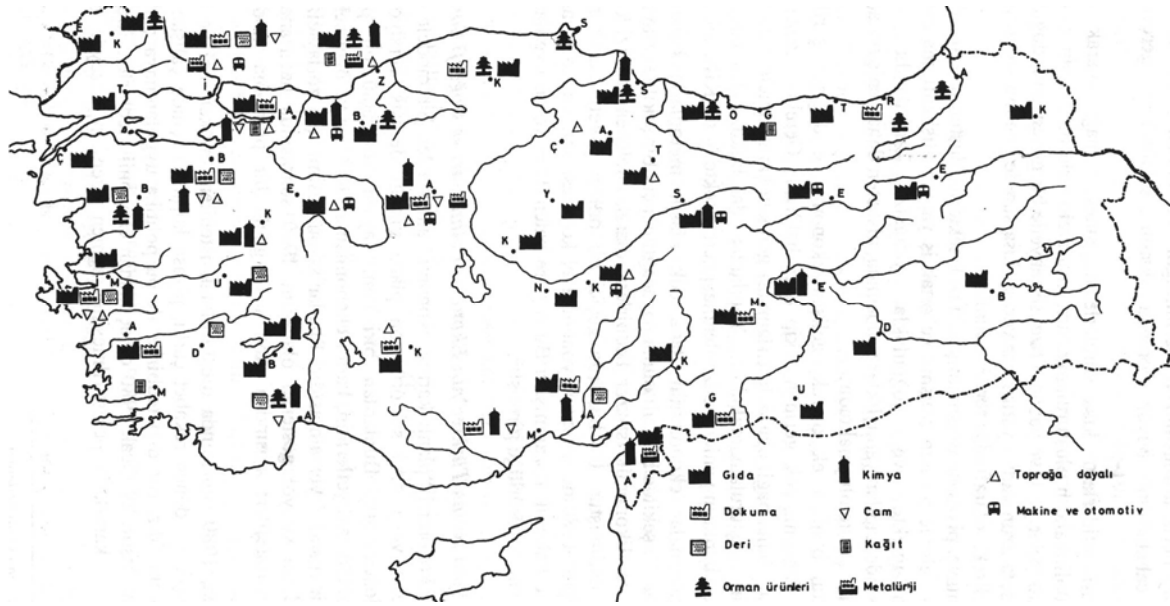 E
K
S
Z
K
S
T
İ
İ
A
B
O
G
T
R
A
K
Ç
A
Ç
B
T
B
E
A
Y
S
E
E
K
K
M
U
N
K
E
B
M
A
D
B
K
K
D
M
A
M
A
G
U
A
Gıda Kimya Toprağa dayalı
Dokuma Cam Makine ve otomotiv
Deri Kağıt
Orman ürünleri Metalürji